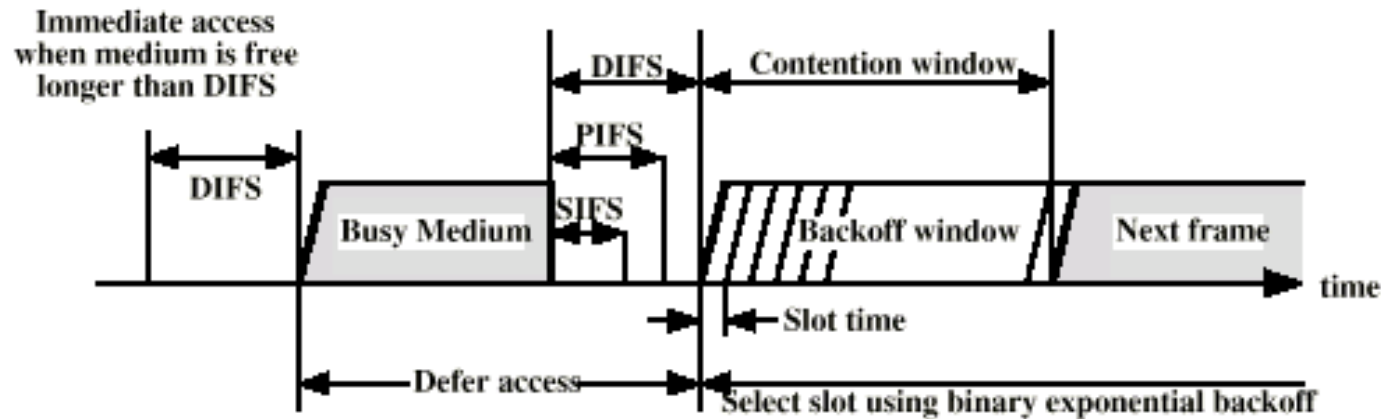 Immediate access
when medium is free
longer than DIFS
DIFS
Contention window
PIFS
DIFS
SIFS
Busy Medium
Backoff window
Next frame
time
Slot time
Defer access
Select slot using binary exponential backoff